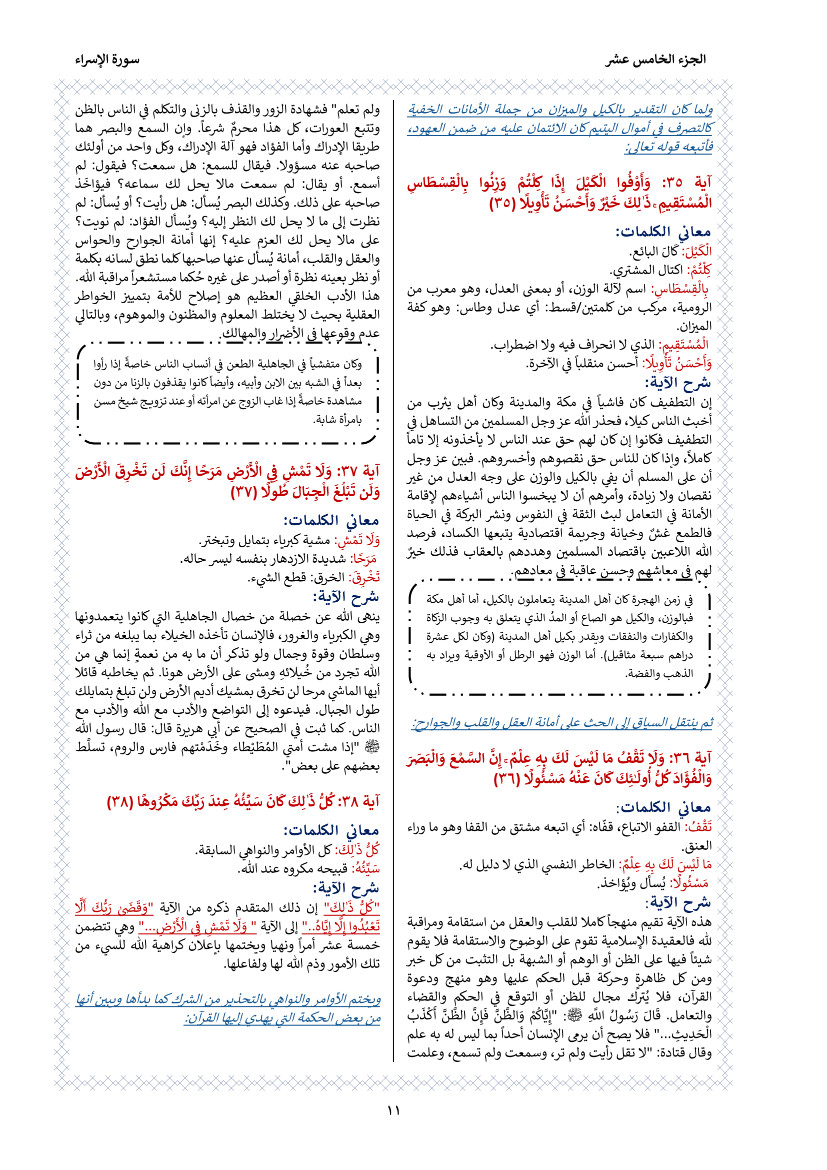 الجزء الخامس عشر
سورة الإسراء
ولما كان التقدير بالكيل والميزان من جملة الأمانات الخفية
كالتصرف في أموال اليتيم كان الائتمان عليه من ضمن العهود،
فأتبعه قوله تعالى:
آية ٣٥: وَأَوْفُوا الْكَيْلَ إِذَا كِلْتُمْ وَزِنُوا بِالْقِسْطَاسِ
الْمُسْتَقِيمِ ۚ ذَٰلِكَ خَيْرٌ وَأَحْسَنُ تَأْوِيلًا (٣٥)
معاني الكلمات:
الْكَيْلَ: كَالَ البائع.
كِلْتُمْ: اكتال المشتري.
بِالْقِسْطَاسِ: اسم لآلة الوزن، أو بمعنى العدل، وهو معرب من
الرومية، مركب من كلمتين/قسط: أي عدل وطاس: وهو كفة
الميزان.
الْمُسْتَقِيمِ: الذي لا انحراف فيه ولا اضطراب.
وَأَحْسَنُ تَأْوِيلًا: أحسن منقلباً في الآخرة.
شرح الآية:
إن التطفيف كان فاشياً في مكة والمدينة وكان أهل يثرب من
أخبث الناس كيلا، فحذر الله عز وجل المسلمين من التساهل في
التطفيف فكانوا إن كان لهم حق عند الناس لا يأخذونه إلا تاماً
كاملاً، وإذا كان للناس حق نقصوهم وأخسروهم. فبين عز وجل
أن على المسلم أن يفي بالكيل والوزن على وجه العدل من غير
نقصان ولا زيادة، وأمرهم أن لا يبخسوا الناس أشياءهم لإقامة
الأمانة في التعامل لبث الثقة في النفوس ونشر البركة في الحياة
فالطمع غشٌ وخيانة وجريمة اقتصادية يتبعها الكساد، فرصد
الله اللاعبين باقتصاد المسلمين وهددهم بالعقاب فذلك خيرٌ
لهم في معاشهم وحسن عاقبة في معادهم.
في زمن الهجرة كان أهل المدينة يتعاملون بالكيل، أما أهل مكة
فبالوزن، والكيل هو الصاع أو المدُ الذي يتعلق به وجوب الزكاة
والكفارات والنفقات ويقدر بكيل أهل المدينة (وكان لكل عشرة
دراهم سبعة مثاقيل). أما الوزن فهو الرطل أو الأوقية ويراد به
الذهب والفضة.
ثم ينتقل السياق إلى الحث على أمانة العقل والقلب والجوارح:
آية ٣٦: وَلَا تَقْفُ مَا لَيْسَ لَكَ بِهِ عِلْمٌ ۚ إِنَّ السَّمْعَ وَالْبَصَرَ
وَالْفُؤَادَ كُلُّ أُولَٰئِكَ كَانَ عَنْهُ مَسْئُولًا (٣٦)
معاني الكلمات:
تَقْفُ: القفو الاتباع، قفّاه: أي اتبعه مشتق من القفا وهو ما وراء
العنق.
مَا لَيْسَ لَكَ بِهِ عِلْمٌ: الخاطر النفسي الذي لا دليل له.
مَسْئُولًا: يُسأل ويُؤاخذ.
شرح الآية:
هذه الآية تقيم منهجاً كاملا للقلب والعقل من استقامة ومراقبة
لله فالعقيدة الإسلامية تقوم على الوضوح والاستقامة فلا يقوم
شيئاً فيها على الظن أو الوهم أو الشبهة بل التثبت من كل خبر
ومن كل ظاهرةٍ وحركة قبل الحكم عليها وهو منهج ودعوة
القرآن، فلا يُترك مجال للظن أو التوقع في الحكم والقضاء
والتعامل. قَالَ رَسُولُ اللَّهِ ﷺ: "إِيَّاكُمْ وَالظَّنَّ فَإِنَّ الظَّنَّ أَكْذَبُ
الْحَدِيثِ..." فلا يصح أن يرمي الإنسان أحداً بما ليس له به علم
وقال قتادة: "لا تقل رأيت ولم تر، وسمعت ولم تسمع، وعلمت
ولم تعلم" فشهادة الزور والقذف بالزنى والتكلم في الناس بالظن
وتتبع العورات، كل هذا محرمٌ شرعاً. وإن السمع والبصر هما
طريقا الإدراك وأما الفؤاد فهو آلة الإدراك، وكل واحد من أولئك
صاحبه عنه مسؤولا. فيقال للسمع: هل سمعت؟ فيقول: لم
أسمع. أو يقال: لم سمعت مالا يحل لك سماعه؟ فيؤاخَذ
صاحبه على ذلك. وكذلك البصر يُسأل: هل رأيت؟ أو يُسأل: لم
نظرت إلى ما لا يحل لك النظر إليه؟ ويُسأل الفؤاد: لم نويت؟
على مالا يحل لك العزم عليه؟ إنها أمانة الجوارح والحواس
والعقل والقلب، أمانة يُسأل عنها صاحبها كلما نطق لسانه بكلمة
أو نظر بعينه نظرة أو أصدر على غيره حُكما مستشعراً مراقبة الله.
هذا الأدب الخلقي العظيم هو إصلاح للأمة بتمييز الخواطر
العقلية بحيث لا يختلط المعلوم والمظنون والموهوم، وبالتالي
عدم وقوعها في الأضرار والمهالك.
وكان متفشياً في الجاهلية الطعن في أنساب الناس خاصةً إذا رأوا
بعداً في الشبه بين الابن وأبيه، وأيضاً كانوا يقذفون بالزنا من دون
مشاهدة خاصةً إذا غاب الزوج عن امرأته أو عند تزويج شيخ مسن
بامرأة شابة.
آية ٣٧: وَلَا تَمْشِ فِي الْأَرْضِ مَرَحًا إِنَّكَ لَن تَخْرِقَ الْأَرْضَ
وَلَن تَبْلُغَ الْجِبَالَ طُولًا (٣٧)
معاني الكلمات:
وَلَا تَمْشِ: مشية كبرياء بتمايل وتبختر.
مَرَحًا: شديدة الازدهار بنفسه ليسر حاله.
تَخْرِقَ: الخرق: قطع الشيء.
شرح الآية:
ينهى الله عن خصلة من خصال الجاهلية التي كانوا يتعمدونها
وهي الكبرياء والغرور، فالإنسان تأخذه الخيلاء بما يبلغه من ثراء
وسلطان وقوة وجمال ولو تذكر أن ما به من نعمةٍ إنما هي من
الله تجرد من خُيلائهِ ومشى على الأرض هونا. ثم يخاطبه قائلا
أيها الماشي مرحا لن تخرق بمشيك أديم الأرض ولن تبلغ بتمايلك
طول الجبال. فيدعوه إلى التواضع والأدب مع الله والأدب مع
الناس. كما ثبت في الصحيح عن أبي هريرة قال: قال رسول الله
ﷺ "إذا مشت أمتي المُطَيْطاء وخَدَمْتهم فارس والروم، تسلَّط
بعضهم على بعض".
آية ٣٨: كُلُّ ذَٰلِكَ كَانَ سَيِّئُهُ عِندَ رَبِّكَ مَكْرُوهًا (٣٨)
معاني الكلمات:
كُلُّ ذَٰلِكَ: كل الأوامر والنواهي السابقة.
سَيِّئُهُ: قبيحه مكروه عند الله.
شرح الآية:
"كُلُّ ذَٰلِكَ" إن ذلك المتقدم ذكره من الآية "وَقَضَىٰ رَبُّكَ أَلَّا
تَعْبُدُوا إِلَّا إِيَّاهُ.." إلى الآية " وَلَا تَمْشِ فِي الْأَرْضِ..." وهي تتضمن
خمسة عشر أمراً ونهيا ويختمها بإعلان كراهية الله للسيء من
تلك الأمور وذم الله لها ولفاعلها.
ويختم الأوامر والنواهي بالتحذير من الشرك كما بدأها وبين أنها
من بعض الحكمة التي يهدي إليها القرآن:
١١